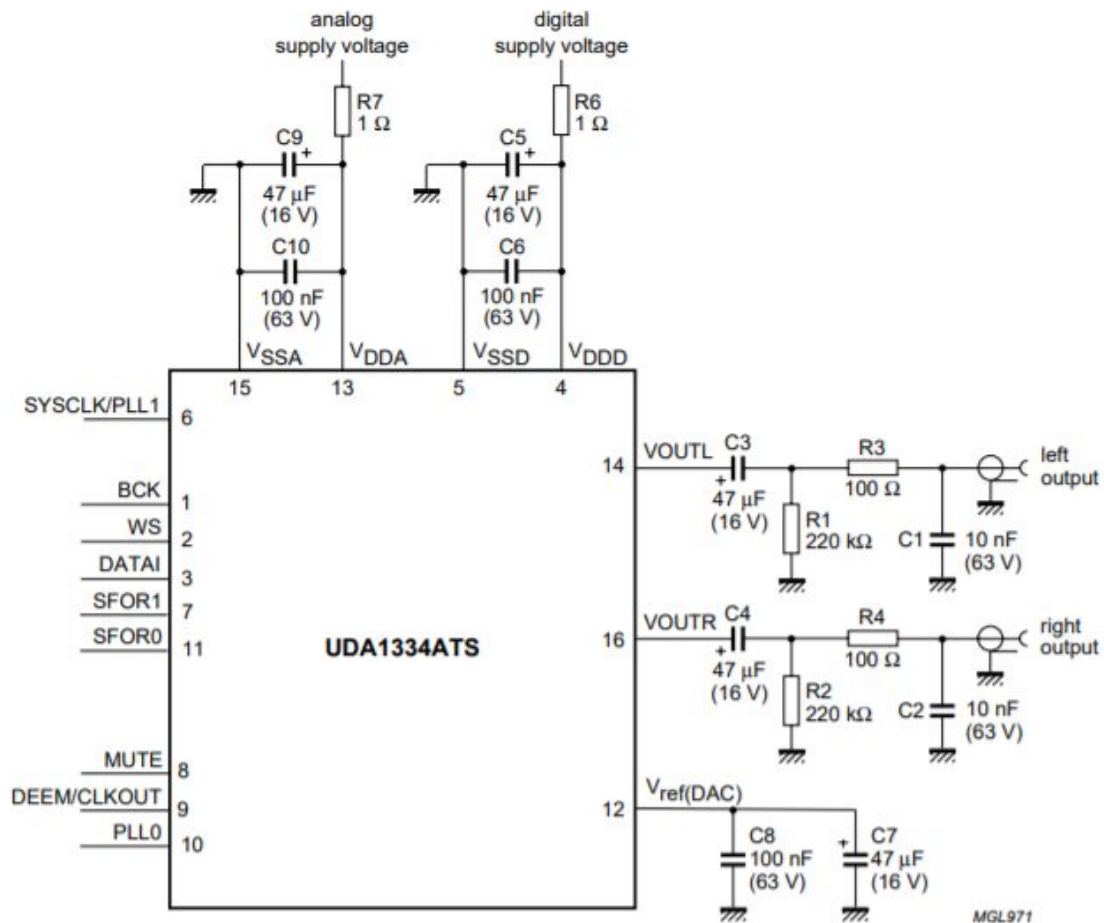 analog
supply voltage
digital
supply voltage
R7
1 Ω
R6
1 Ω
C9
+
47 μF
(16 V)
C5
+
47 μF
(16 V)
C10
100 nF
(63 V)
C6
100 nF
(63 V)
VSSA
VDDA
VSSD
VDDD
15
13
5
4
SYSCLK/PLL1
6
BCK
1
WS
2
DATAI
3
SFOR1
7
SFOR0
11
UDA1334ATS
MUTE
8
DEEM/CLKOUT
9
PLL0
10
14
VOUTL
C3
+
47 μF
(16 V)
R3
100 Ω
R1
220 kΩ
C1
10 nF
(63 V)
left
output
16
VOUTR
C4
+
47 μF
(16 V)
R4
100 Ω
R2
220 kΩ
C2
10 nF
(63 V)
right
output
12
Vref(DAC)
C8
100 nF
(63 V)
+
C7
47 μF
(16 V)
MGL971